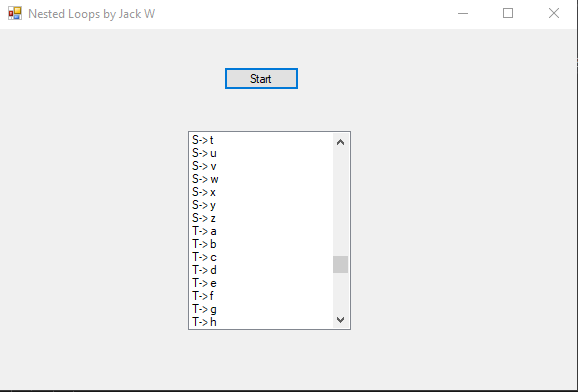 Nested Loops by Jack W
Start
S-> t
S-> u
S-> v
S-> w
S-> x
S-> y
S-> z
T-> a
T-> b
T-> c
T-> d
T-> e
T-> f
T-> g
T-> h